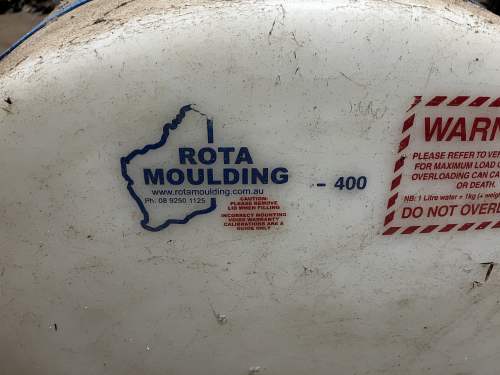 ROTA
MOULDING
www.rotamoulding.com.au
Ph: 08 9250 1125
CAUTION:
PLEASE REMOVE
LID WHEN FILLING
INCORRECT MOUNTING
VOIDS WARRANTY
CALIBRATIONS ARE A
GUIDE ONLY
- 400
WARN
PLEASE REFER TO VE
FOR MAXIMUM LOAD
OVERLOADING CAN CA
OR DEATH.
NB: 1 Litre water = 1kg (+ weigh
DO NOT OVER